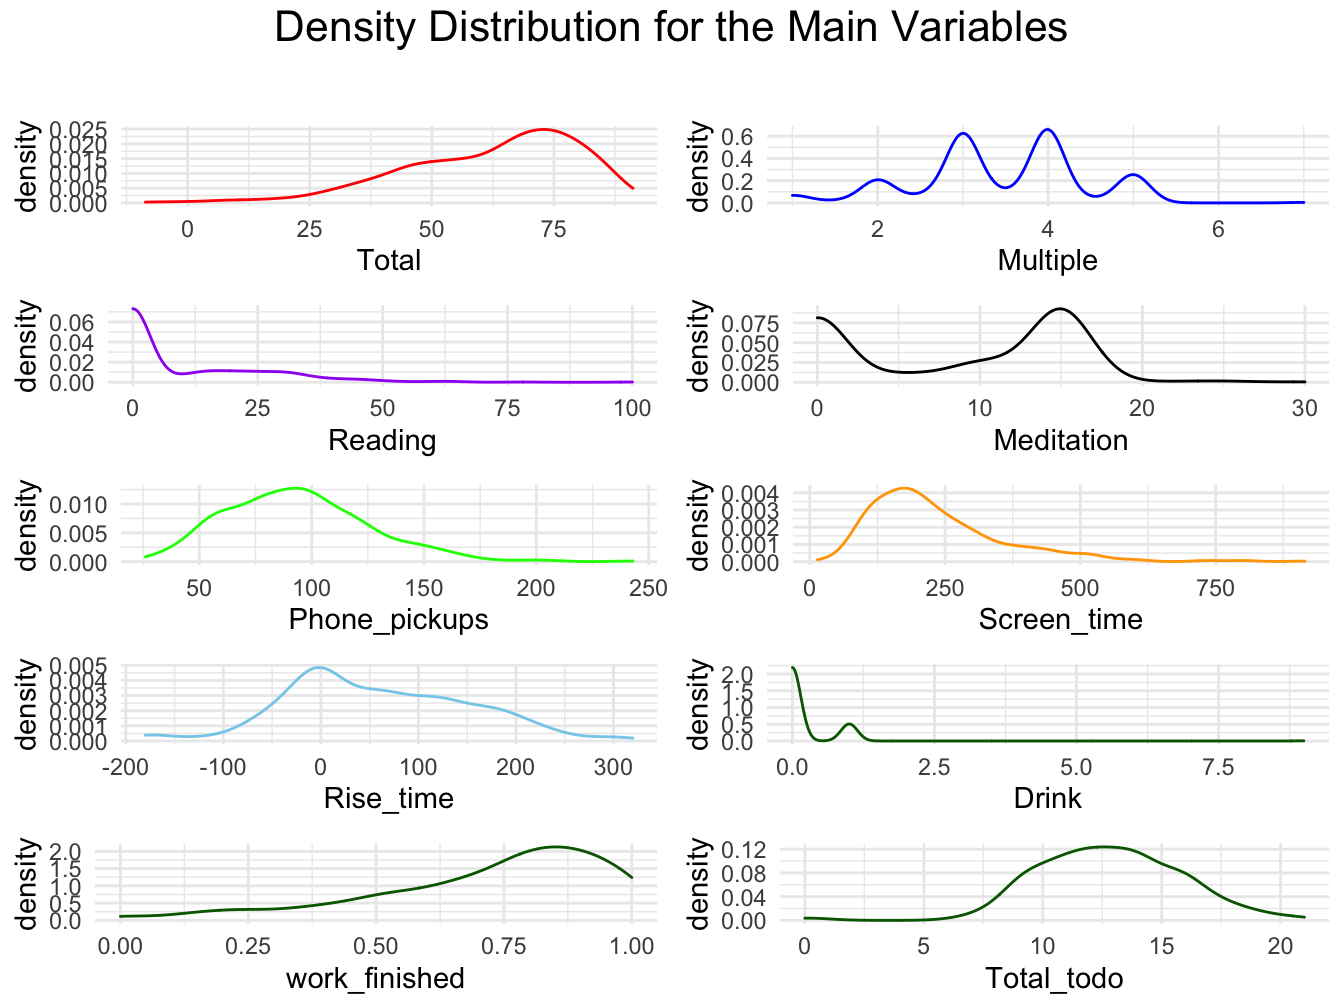 Density Distribution for the Main Variables
density
0.025
0.015
0.005
0.000
0 25 50 75
Total
density
0.6
0.4
0.2
0.0
2 4 6
Multiple
density
0.06
0.04
0.02
0.00
0 25 50 75 100
Reading
density
0.075
0.050
0.025
0.000
0 10 20 30
Meditation
density
0.010
0.005
0.000
50 100 150 200 250
Phone_pickups
density
0.004
0.003
0.002
0.001
0.000
0 250 500 750
Screen_time
density
0.005
0.004
0.003
0.002
0.001
0.000
-200 -100 0 100 200 300
Rise_time
density
2.0
1.5
1.0
0.5
0.0
0.0 2.5 5.0 7.5
Drink
density
2.0
1.5
1.0
0.5
0.0
0.00 0.25 0.50 0.75 1.00
work_finished
density
0.12
0.08
0.04
0.00
0 5 10 15 20
Total_todo